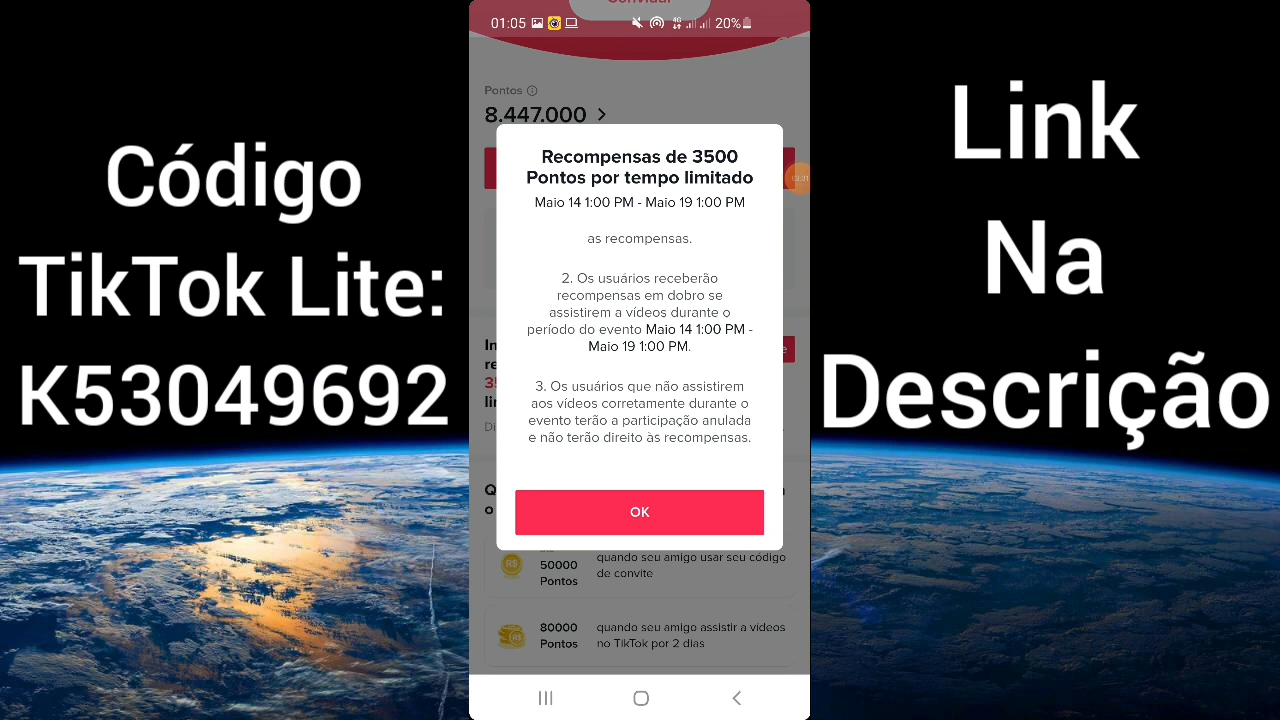 Código
TikTok Lite:
K53049692
01:05
4G
20%
Pontos
8.447.000
Recompensas de 3500
Pontos por tempo limitado
Maio 14 1:00 PM - Maio 19 1:00 PM
as recompensas.
2. Os usuários receberão
recompensas em dobro se
assistirem a vídeos durante o
período do evento Maio 14 1:00 PM -
Maio 19 1:00 PM.
3. Os usuários que não assistirem
aos vídeos corretamente durante o
evento terão a participação anulada
e não terão direito às recompensas.
OK
50000
Pontos
quando seu amigo usar seu código
de convite
80000
Pontos
quando seu amigo assistir a vídeos
no TikTok por 2 dias
Link
Na
Descrição